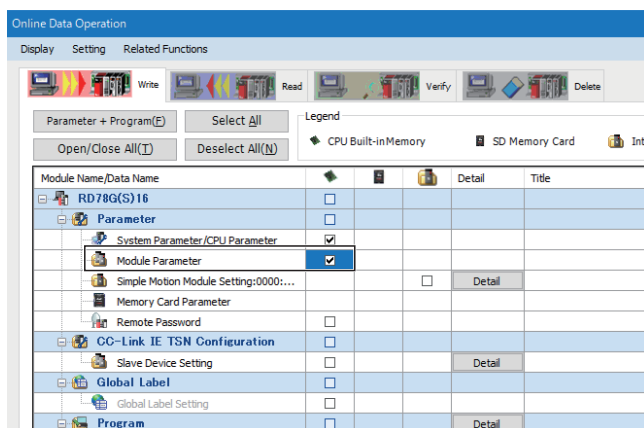 Online Data Operation
Display Setting Related Functions
Write Read Verify Delete
Parameter + Program(F) Select All
Legend
Open/Close All(T) Deselect All(N)
CPU Built-in Memory SD Memory Card Int
Module Name/Data Name Detail Title
RD78G(S)16
Parameter
System Parameter/CPU Parameter
Module Parameter
Simple Motion Module Setting:0000:... Detail
Memory Card Parameter
Remote Password
CC-Link IE TSN Configuration
Slave Device Setting Detail
Global Label
Global Label Setting
Program Detail